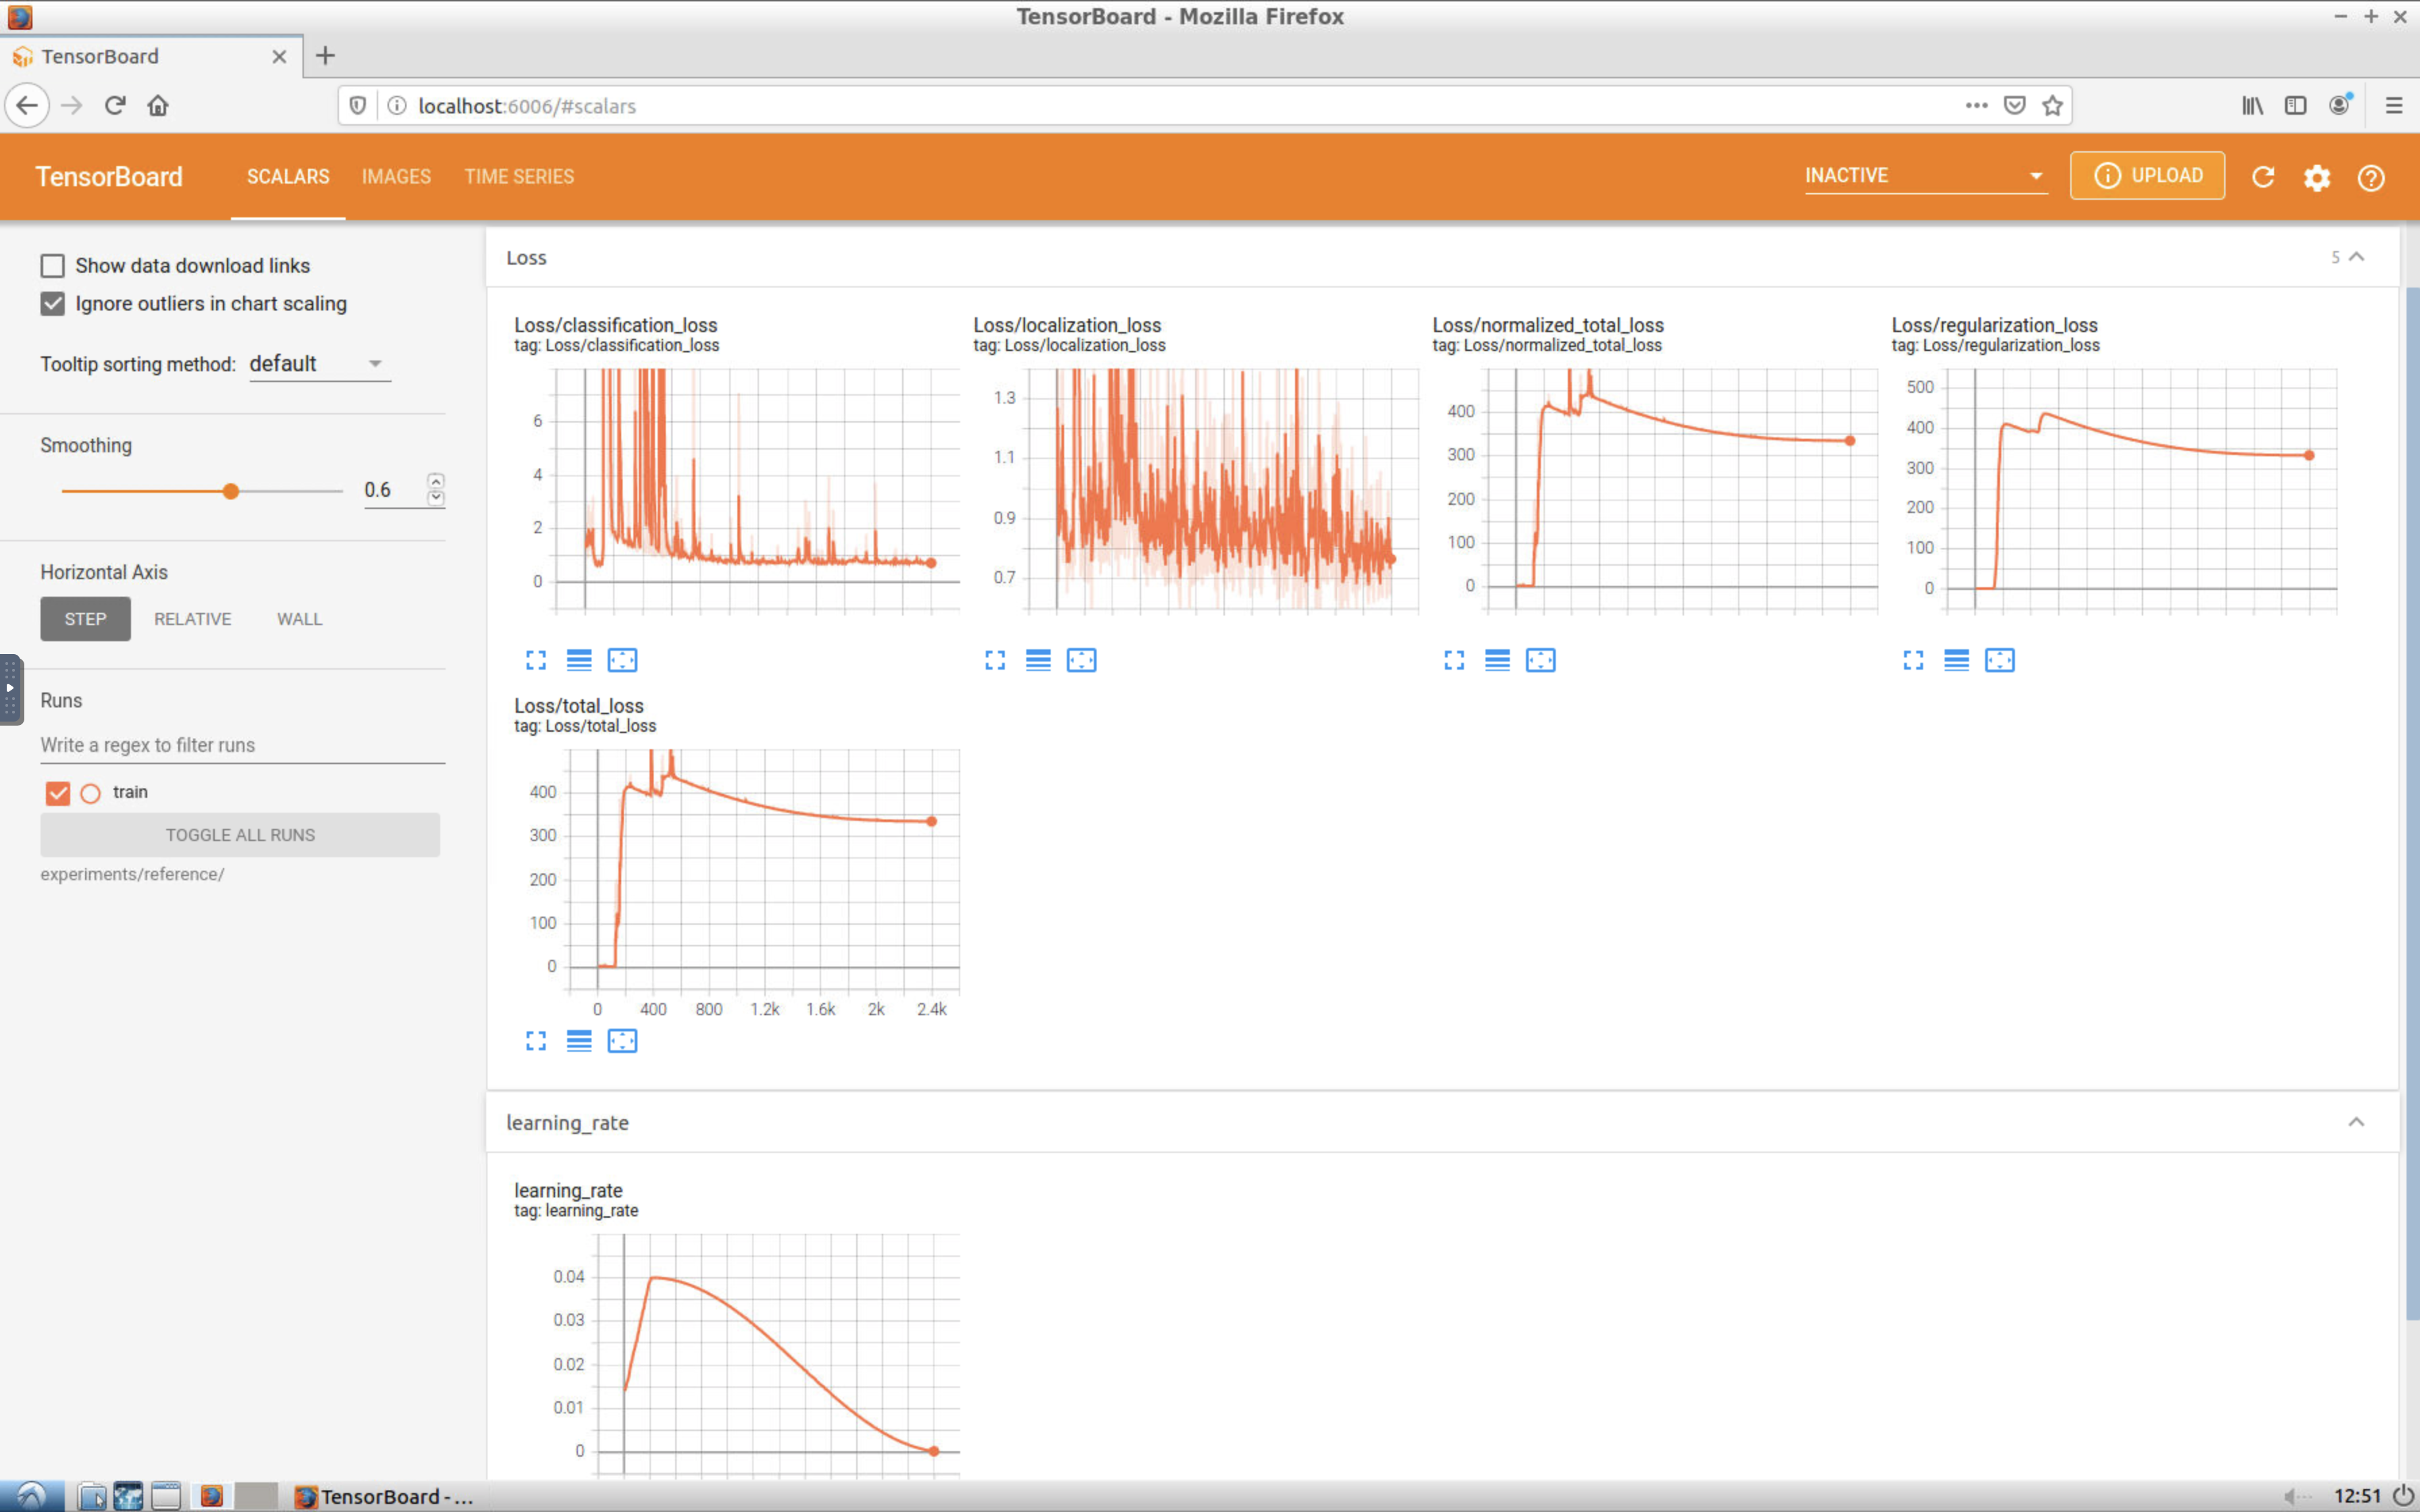 TensorBoard - Mozilla Firefox
TensorBoard
localhost:6006/#scalars
TensorBoard SCALARS IMAGES TIME SERIES INACTIVE UPLOAD
Show data download links
Ignore outliers in chart scaling
Tooltip sorting method: default
Smoothing
0.6
Horizontal Axis
STEP RELATIVE WALL
Runs
Write a regex to filter runs
train
TOGGLE ALL RUNS
experiments/reference/
Loss 5
Loss/classification_loss
tag: Loss/classification_loss
6
4
2
0
Loss/localization_loss
tag: Loss/localization_loss
1.3
1.1
0.9
0.7
Loss/normalized_total_loss
tag: Loss/normalized_total_loss
400
300
200
100
0
Loss/regularization_loss
tag: Loss/regularization_loss
500
400
300
200
100
0
Loss/total_loss
tag: Loss/total_loss
400
300
200
100
0
0 400 800 1.2k 1.6k 2k 2.4k
learning_rate
learning_rate
tag: learning_rate
0.04
0.03
0.02
0.01
0
TensorBoard - ...
12:51